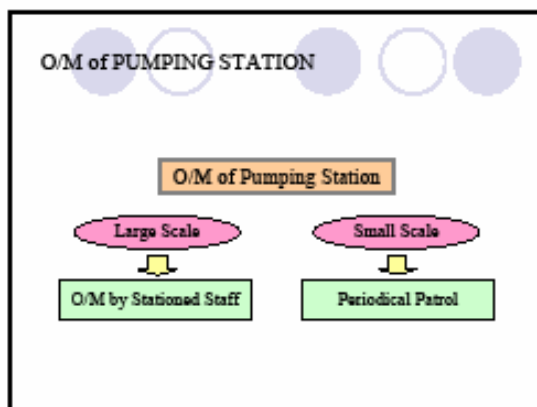 O/M of PUMPING STATION
O/M of Pumping Station
Large Scale
Small Scale
O/M by Stationed Staff
Periodical Patrol